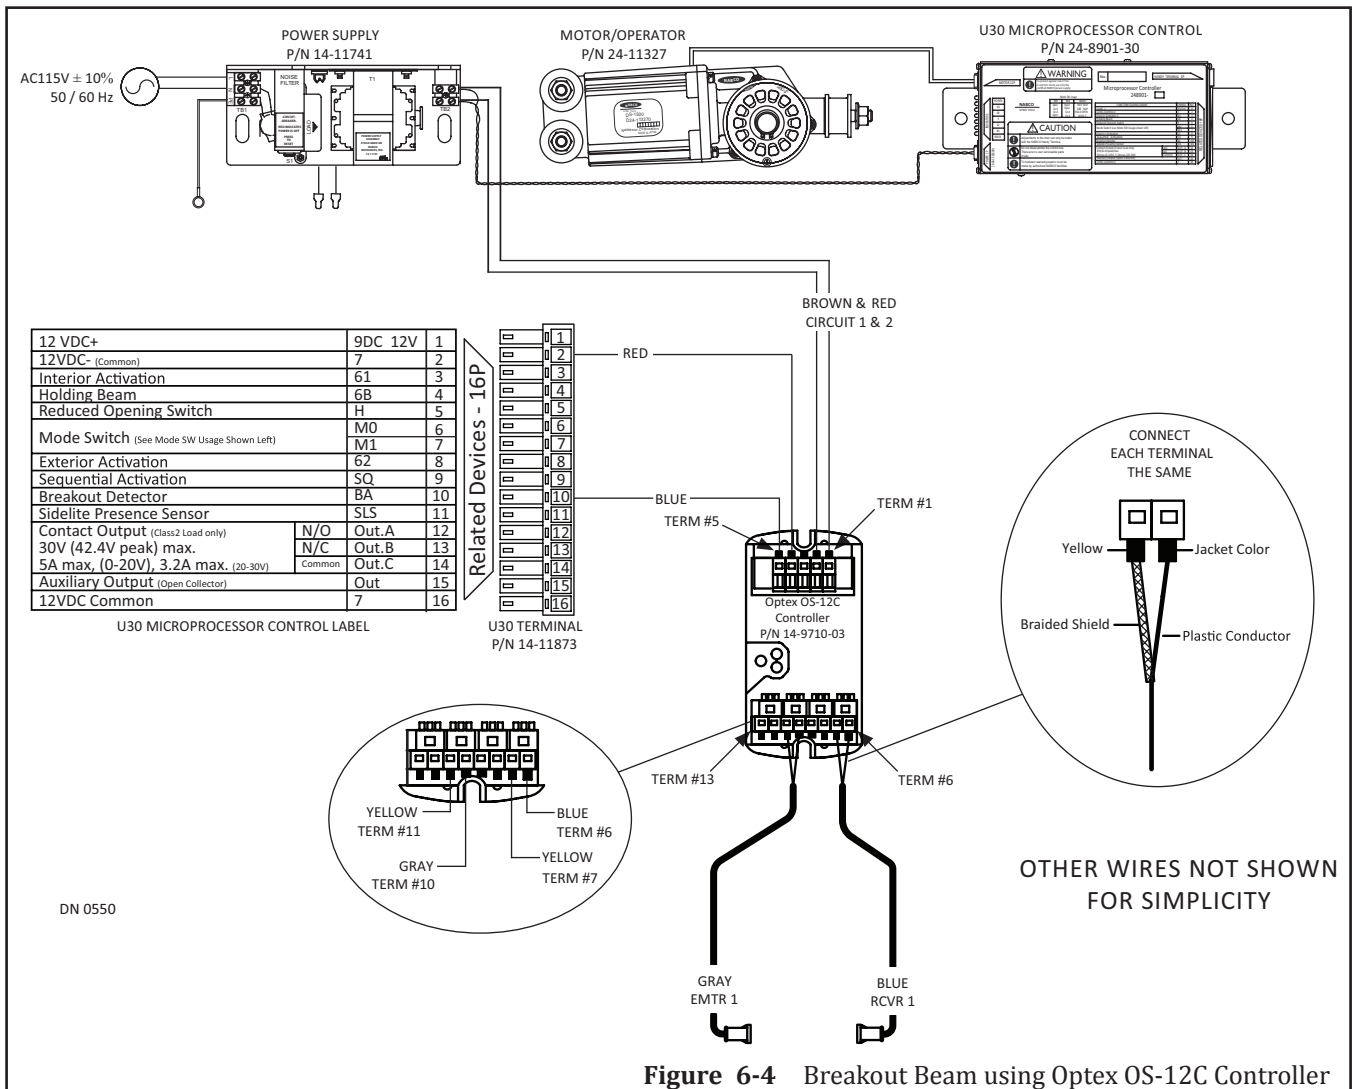 POWER SUPPLY
P/N 14-11741
MOTOR/OPERATOR
P/N 24-11327
U30 MICROPROCESSOR CONTROL
P/N 24-8901-30
AC115V ± 10%
50 / 60 Hz
NOISE
FILTER
T1
TB1
TB2
LOAD
CIRCUIT
BREAKER
PRESS
TO
RESET
S1
NABCO
WARNING
CAUTION
NABCO
Microprocessor Controller
24B901-
BROWN & RED
CIRCUIT 1 & 2
12 VDC+ 9DC 12V 1
12VDC- (Common) 7 2
Interior Activation 61 3
Holding Beam 6B 4
Reduced Opening Switch H 5
Mode Switch (See Mode SW Usage Shown Left) M0 6
M1 7
Exterior Activation 62 8
Sequential Activation SQ 9
Breakout Detector BA 10
Sidelite Presence Sensor SLS 11
Contact Output (Class2 Load only) N/O Out.A 12
30V (42.4V peak) max. N/C Out.B 13
5A max, (0-20V), 3.2A max. (20-30V) Common Out.C 14
Auxiliary Output (Open Collector) Out 15
12VDC Common 7 16
U30 MICROPROCESSOR CONTROL LABEL
Related Devices - 16P
1
2
3
4
5
6
7
8
9
10
11
12
13
14
15
16
U30 TERMINAL
P/N 14-11873
RED
BLUE
TERM #5
TERM #1
Optex OS-12C
Controller
P/N 14-9710-03
TERM #13
TERM #6
CONNECT
EACH TERMINAL
THE SAME
Yellow
Jacket Color
Braided Shield
Plastic Conductor
YELLOW
TERM #11
BLUE
TERM #6
GRAY
TERM #10
YELLOW
TERM #7
OTHER WIRES NOT SHOWN
FOR SIMPLICITY
DN 0550
GRAY
EMTR 1
BLUE
RCVR 1
Figure 6-4 Breakout Beam using Optex OS-12C Controller